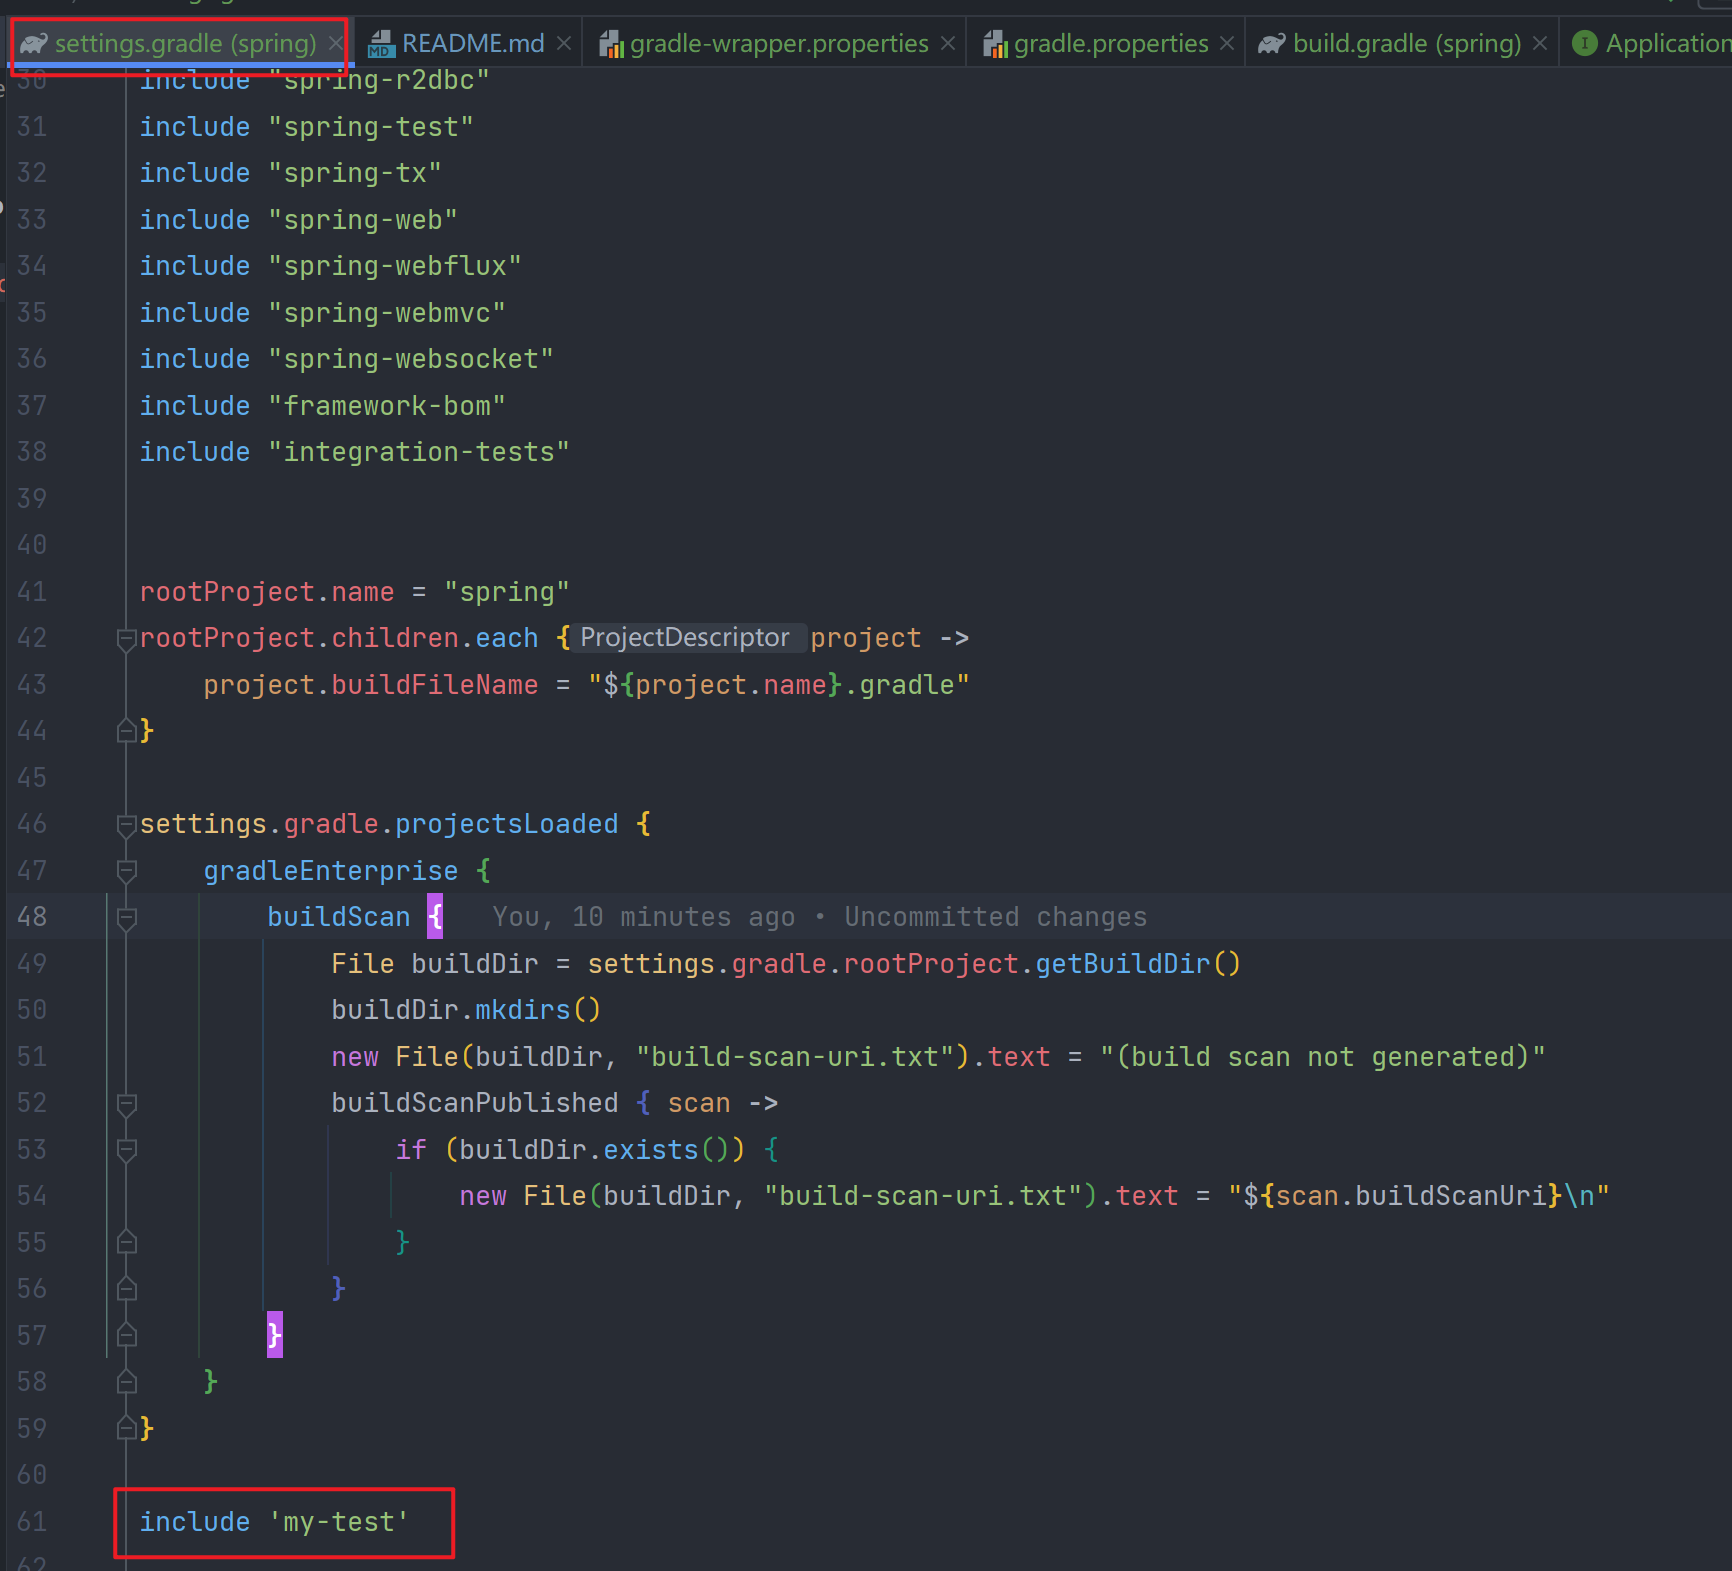 settings.gradle (spring) README.md gradle-wrapper.properties gradle.properties build.gradle (spring) Application
30 include "spring-r2dbc"
31 include "spring-test"
32 include "spring-tx"
33 include "spring-web"
34 include "spring-webflux"
35 include "spring-webmvc"
36 include "spring-websocket"
37 include "framework-bom"
38 include "integration-tests"
39
40
41 rootProject.name = "spring"
42 rootProject.children.each { ProjectDescriptor project ->
43 project.buildFileName = "${project.name}.gradle"
44 }
45
46 settings.gradle.projectsLoaded {
47 gradleEnterprise {
48 buildScan { You, 10 minutes ago • Uncommitted changes
49 File buildDir = settings.gradle.rootProject.getBuildDir()
50 buildDir.mkdirs()
51 new File(buildDir, "build-scan-uri.txt").text = "(build scan not generated)"
52 buildScanPublished { scan ->
53 if (buildDir.exists()) {
54 new File(buildDir, "build-scan-uri.txt").text = "${scan.buildScanUri}\n"
55 }
56 }
57 }
58 }
59 }
60
61 include 'my-test'
62